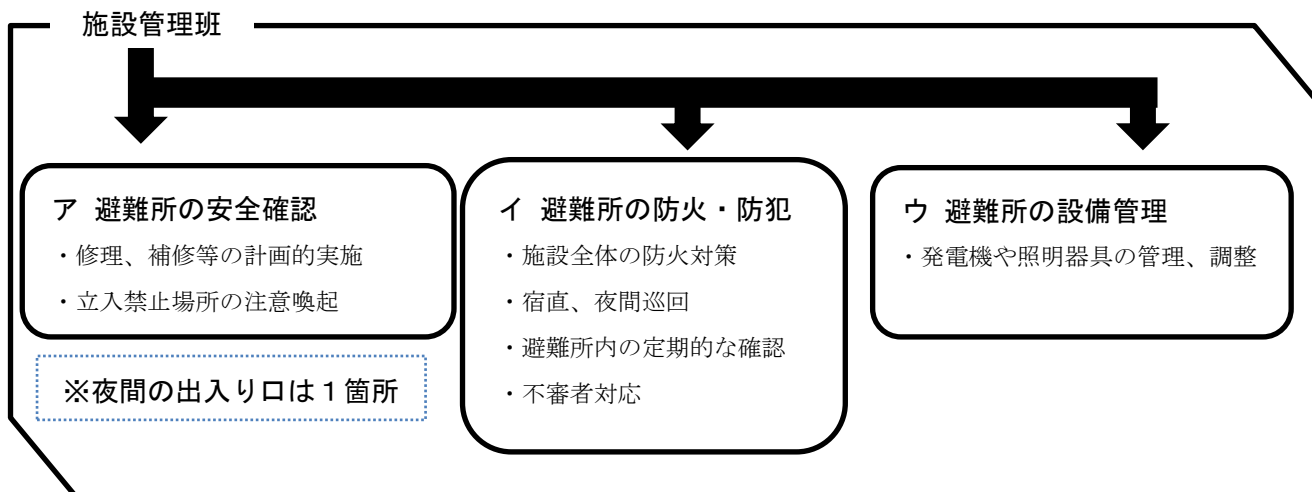 施設管理班
ア 避難所の安全確認
・修理、補修等の計画的実施
・立入禁止場所の注意喚起
※夜間の出入り口は１箇所
イ 避難所の防火・防犯
・施設全体の防火対策
・宿直、夜間巡回
・避難所内の定期的な確認
・不審者対応
ウ 避難所の設備管理
・発電機や照明器具の管理、調整